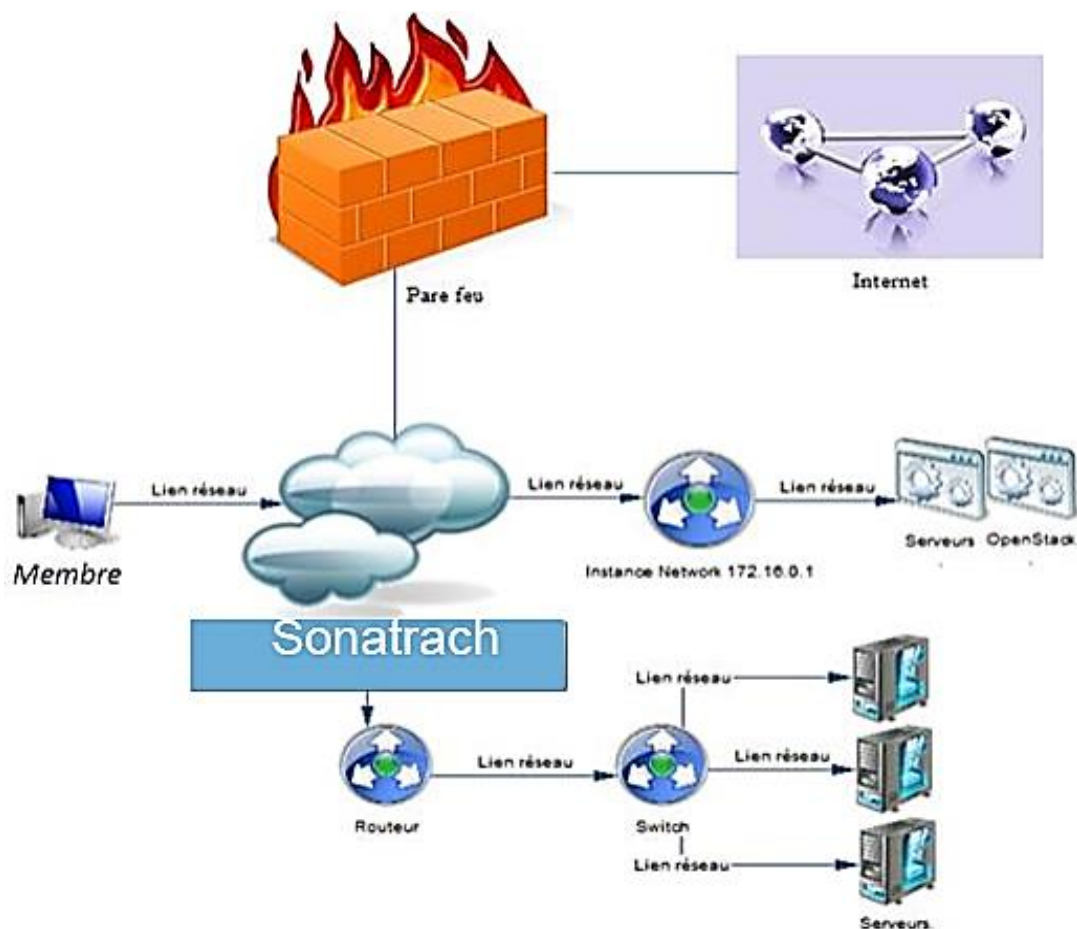 Pare feu
Internet
Lien réseau
Lien réseau
Lien réseau
Membre
Instance Network 172.16.0.1
Serveurs OpenStack
Sonatrach
Lien réseau
Lien réseau
Lien réseau
Routeur
Switch
Lien réseau
Serveurs.